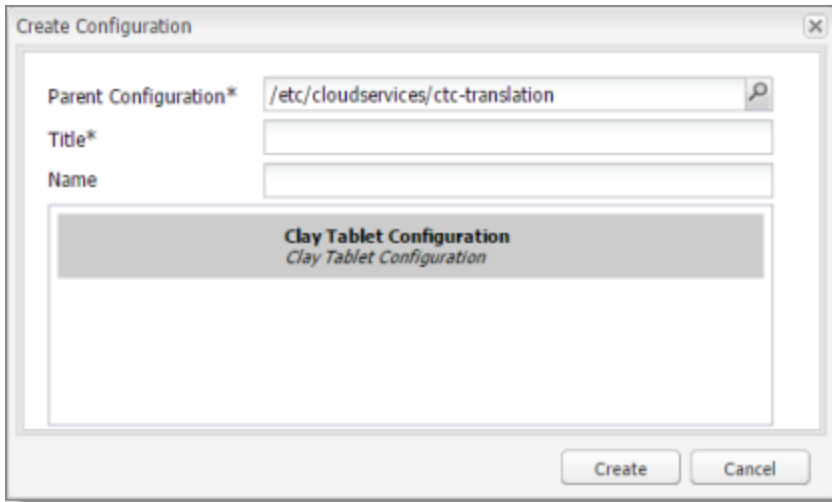 Create Configuration
Parent Configuration* /etc/cloudservices/ctc-translation
Title*
Name
Clay Tablet Configuration
Clay Tablet Configuration
Create Cancel